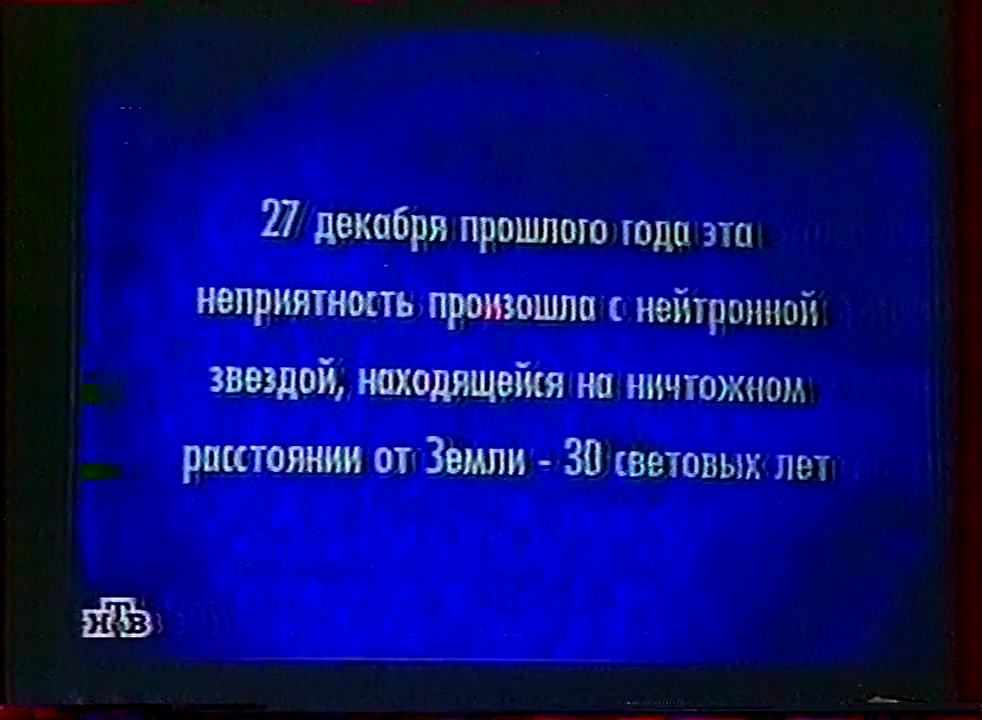 27 декабря прошлого года эта
неприятность произошла с нейтронной
звездой, находящейся на ничтожном
расстоянии от Земли - 30 световых лет
нТв